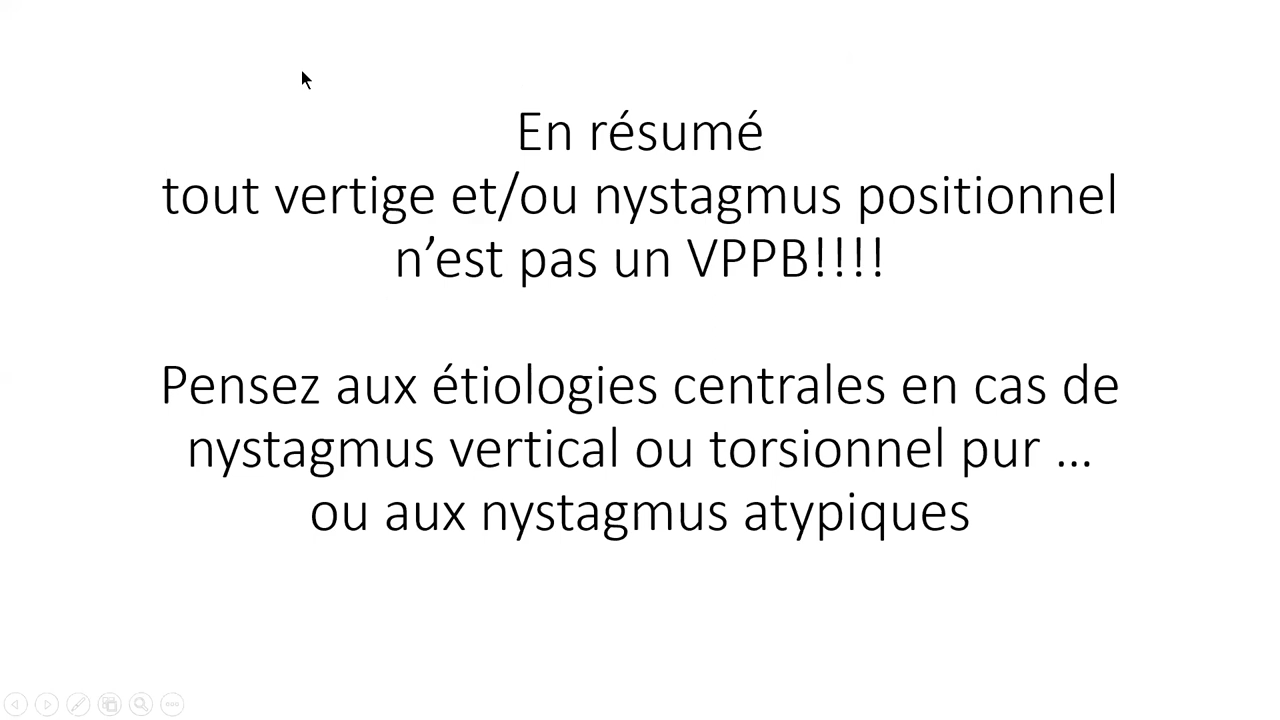 En résumé
tout vertige et/ou nystagmus positionnel
n’est pas un VPPB!!!!
Pensez aux étiologies centrales en cas de
nystagmus vertical ou torsionnel pur …
ou aux nystagmus atypiques